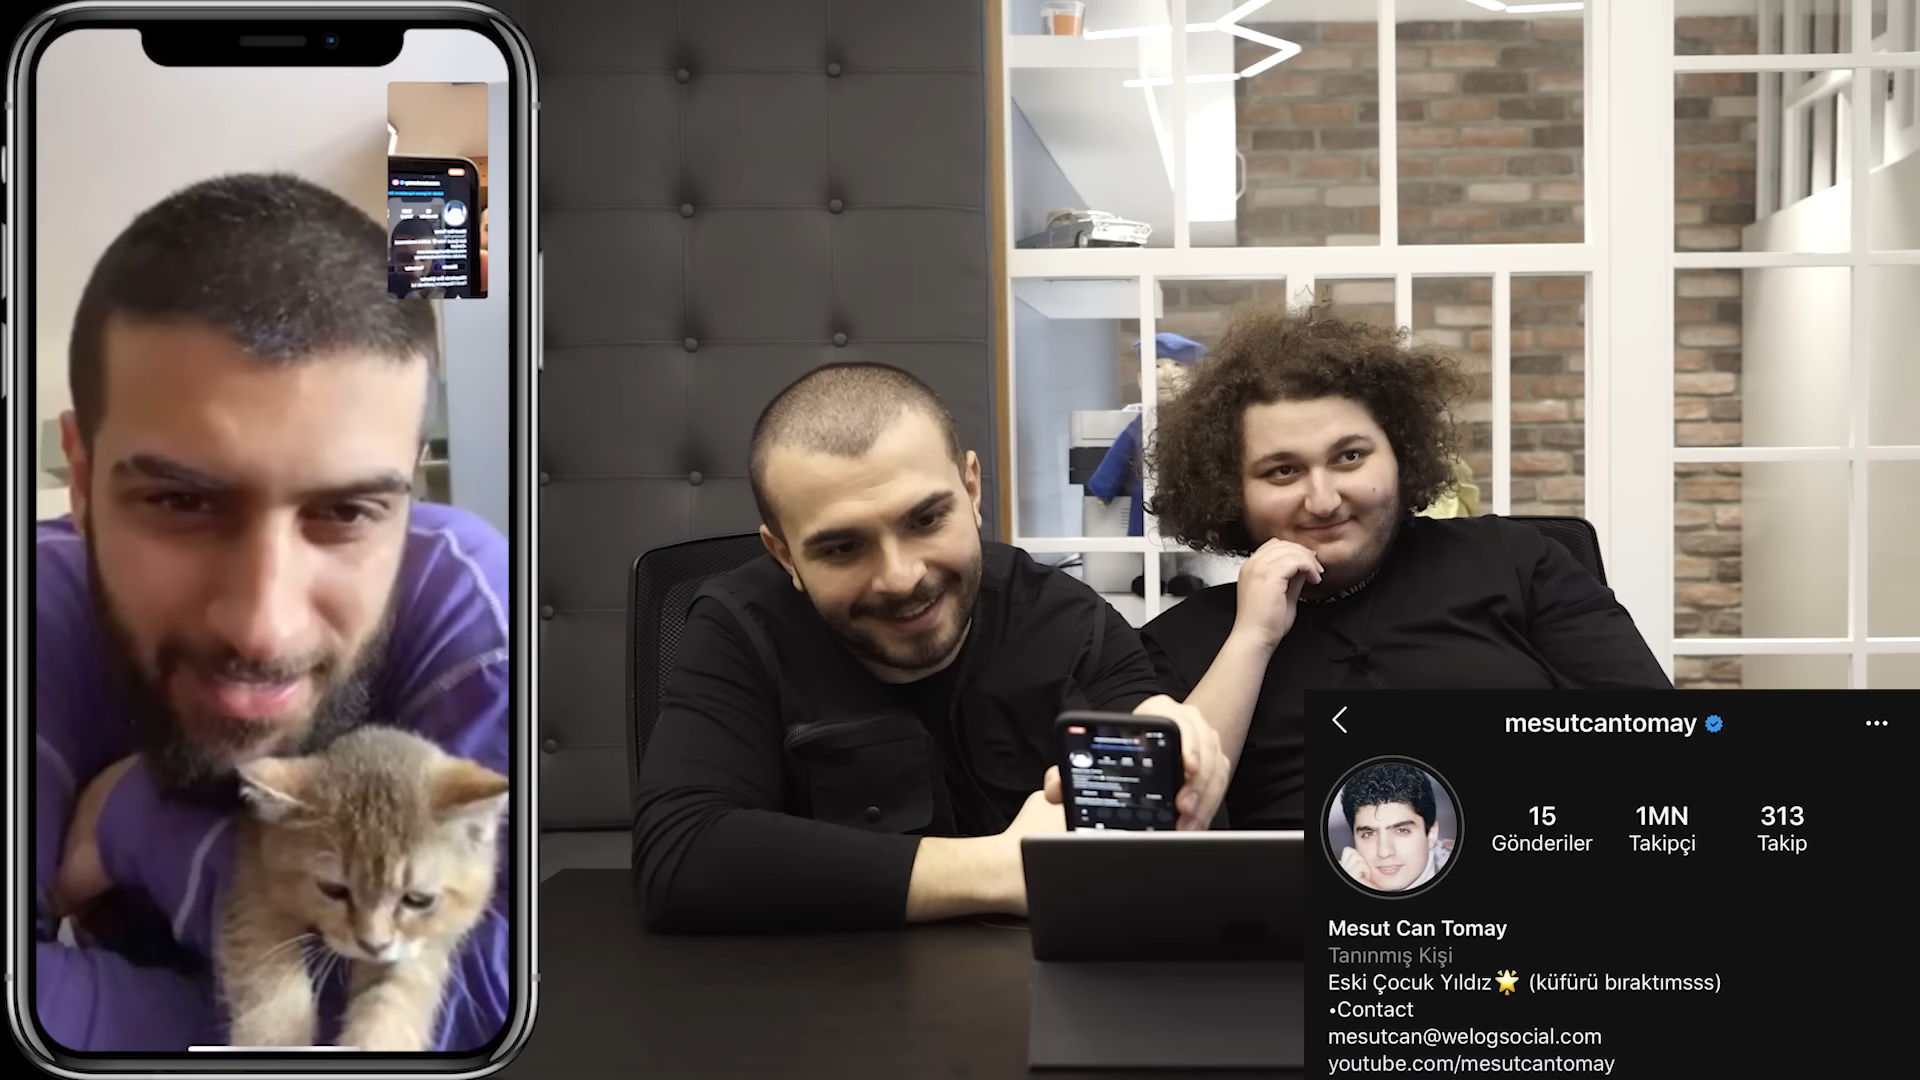 mesutcantomay
15 1MN 313
Gönderiler Takipçi Takip
Mesut Can Tomay
Tanınmış Kişi
Eski Çocuk Yıldız🌟 (küfürü bıraktımsss)
•Contact
mesutcan@welogsocial.com
youtube.com/mesutcantomay